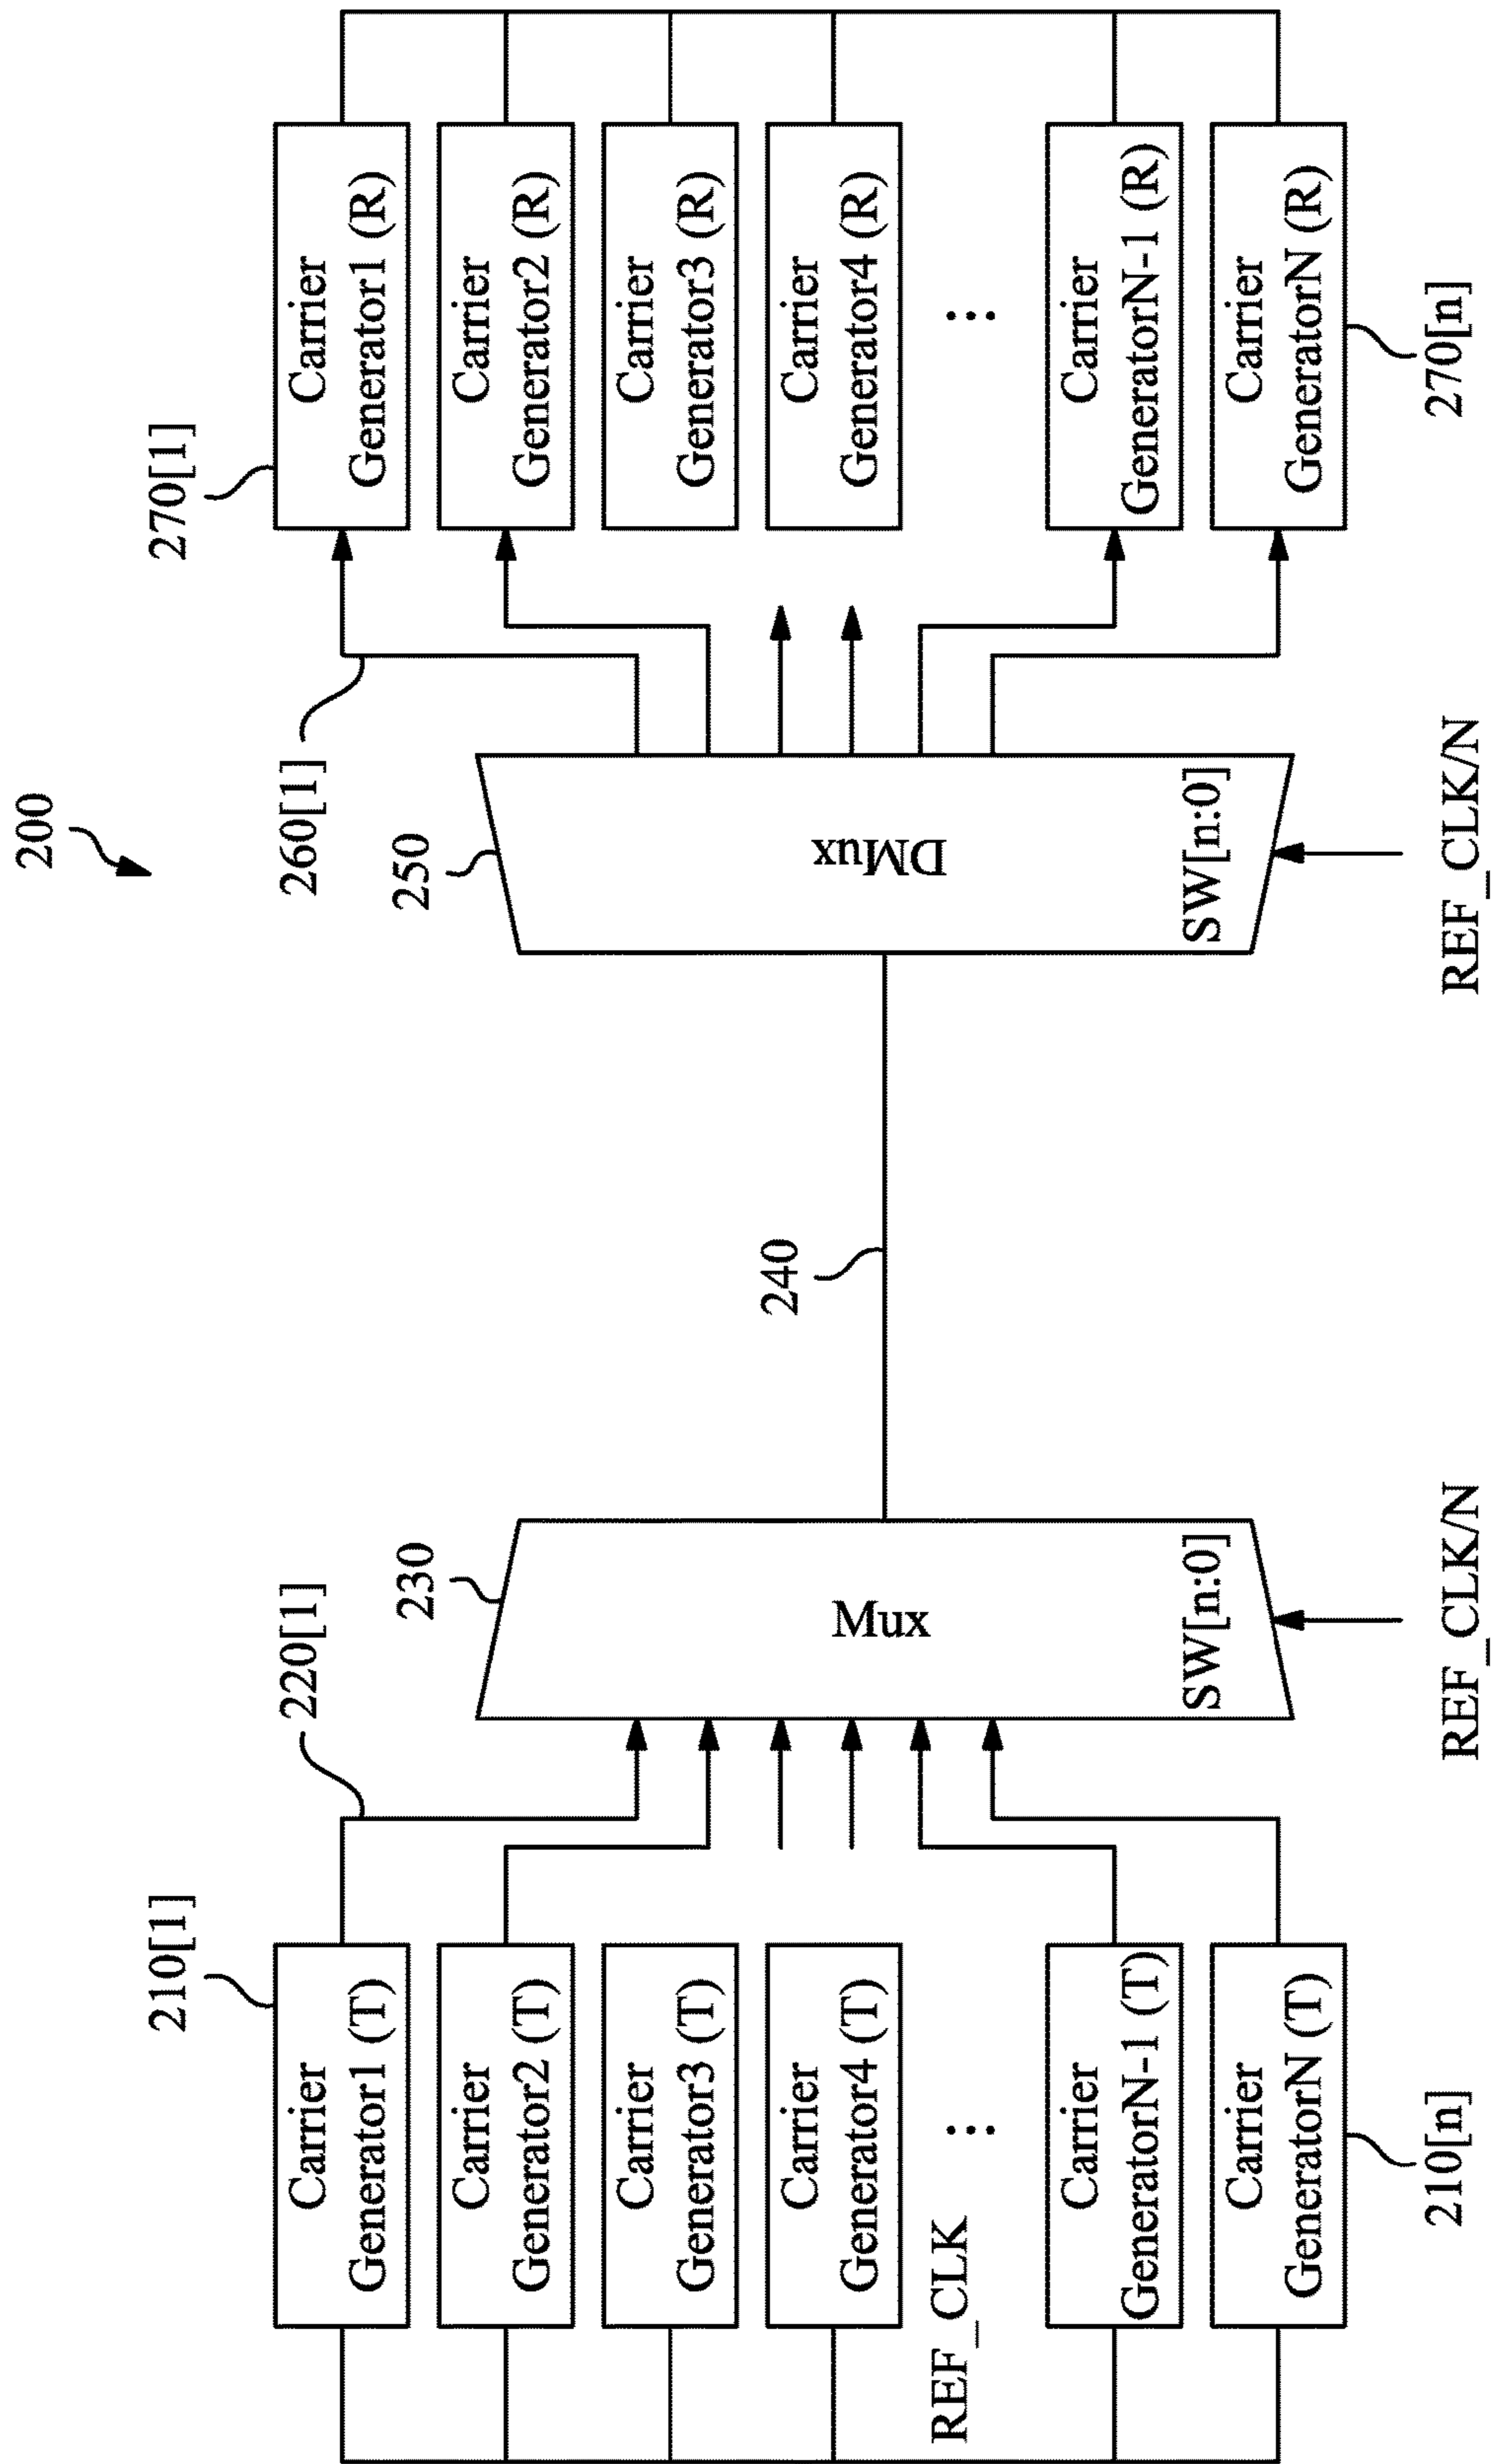 200
210[1]
220[1]
230
240
250
260[1]
270[1]
Carrier
Generator1 (T)
Carrier
Generator2 (T)
Carrier
Generator3 (T)
Carrier
Generator4 (T)
REF_CLK
...
Carrier
GeneratorN-1 (T)
Carrier
GeneratorN (T)
210[n]
Mux
SW[n:0]
REF_CLK/N
DMux
SW[n:0]
REF_CLK/N
Carrier
Generator1 (R)
Carrier
Generator2 (R)
Carrier
Generator3 (R)
Carrier
Generator4 (R)
...
Carrier
GeneratorN-1 (R)
Carrier
GeneratorN (R)
270[n]